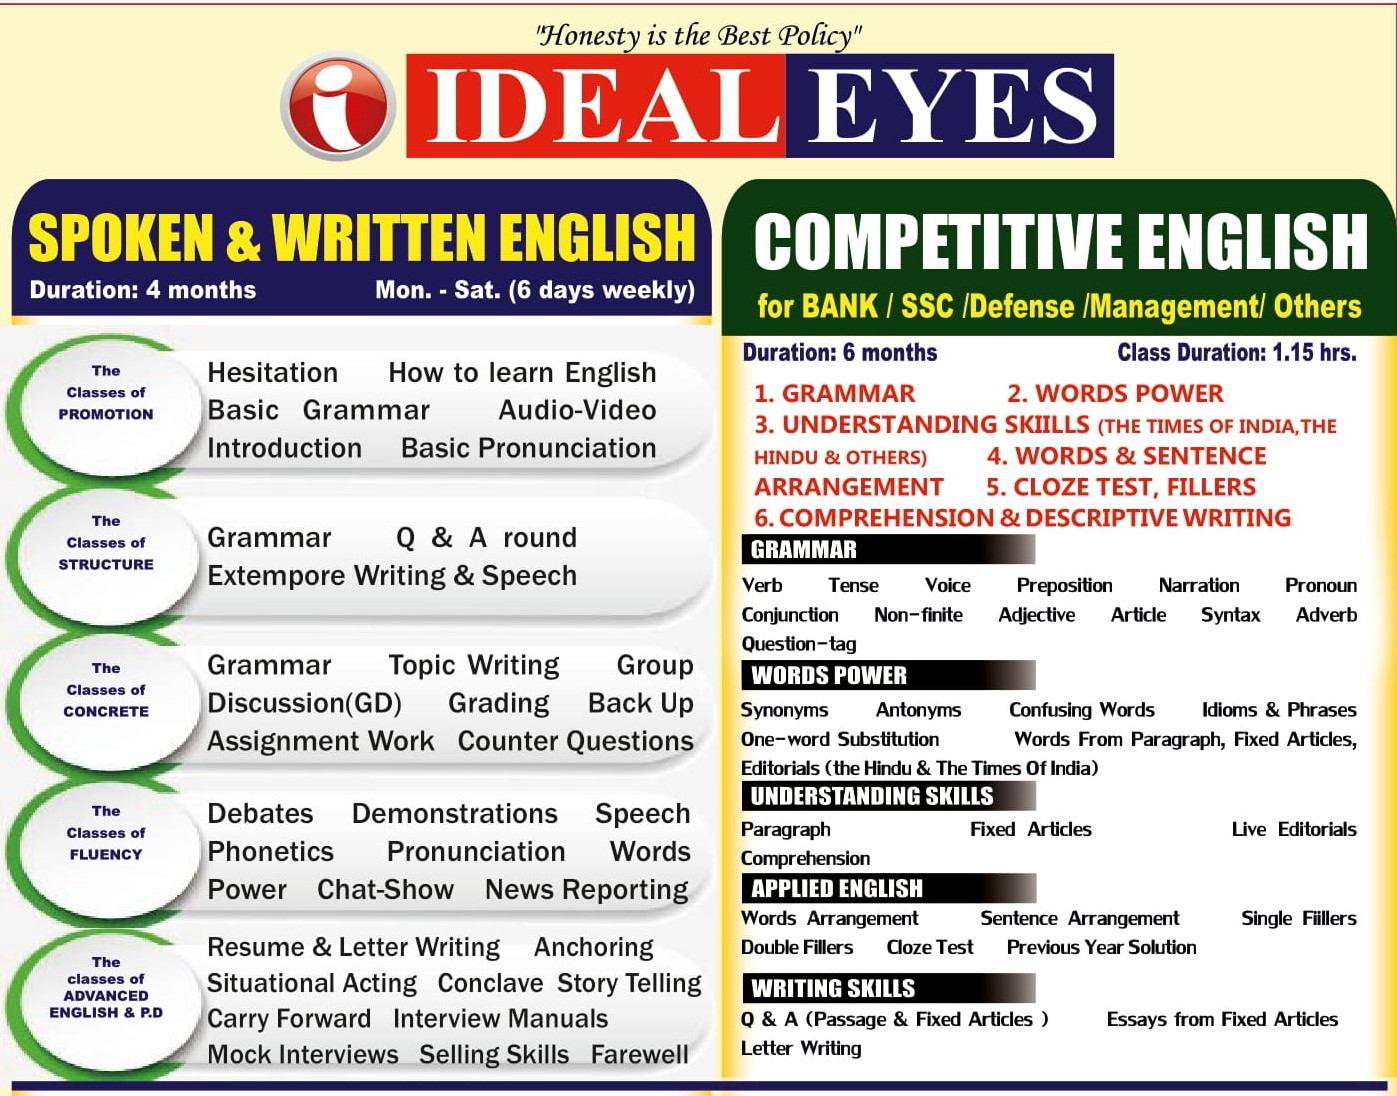 "Honesty is the Best Policy"
i IDEAL EYES
SPOKEN & WRITTEN ENGLISH
Duration: 4 months Mon. - Sat. (6 days weekly)
The
Classes of
PROMOTION
Hesitation How to learn English
Basic Grammar Audio-Video
Introduction Basic Pronunciation
The
Classes of
STRUCTURE
Grammar Q & A round
Extempore Writing & Speech
The
Classes of
CONCRETE
Grammar Topic Writing Group
Discussion(GD) Grading Back Up
Assignment Work Counter Questions
The
Classes of
FLUENCY
Debates Demonstrations Speech
Phonetics Pronunciation Words
Power Chat-Show News Reporting
The
classes of
ADVANCED
ENGLISH & P.D
Resume & Letter Writing Anchoring
Situational Acting Conclave Story Telling
Carry Forward Interview Manuals
Mock Interviews Selling Skills Farewell
COMPETITIVE ENGLISH
for BANK / SSC /Defense /Management/ Others
Duration: 6 months Class Duration: 1.15 hrs.
1. GRAMMAR 2. WORDS POWER
3. UNDERSTANDING SKIILLS (THE TIMES OF INDIA,THE
HINDU & OTHERS) 4. WORDS & SENTENCE
ARRANGEMENT 5. CLOZE TEST, FILLERS
6. COMPREHENSION & DESCRIPTIVE WRITING
GRAMMAR
Verb Tense Voice Preposition Narration Pronoun
Conjunction Non-finite Adjective Article Syntax Adverb
Question-tag
WORDS POWER
Synonyms Antonyms Confusing Words Idioms & Phrases
One-word Substitution Words From Paragraph, Fixed Articles,
Editorials (the Hindu & The Times Of India)
UNDERSTANDING SKILLS
Paragraph Fixed Articles Live Editorials
Comprehension
APPLIED ENGLISH
Words Arrangement Sentence Arrangement Single Fiillers
Double Fillers Cloze Test Previous Year Solution
WRITING SKILLS
Q & A (Passage & Fixed Articles ) Essays from Fixed Articles
Letter Writing